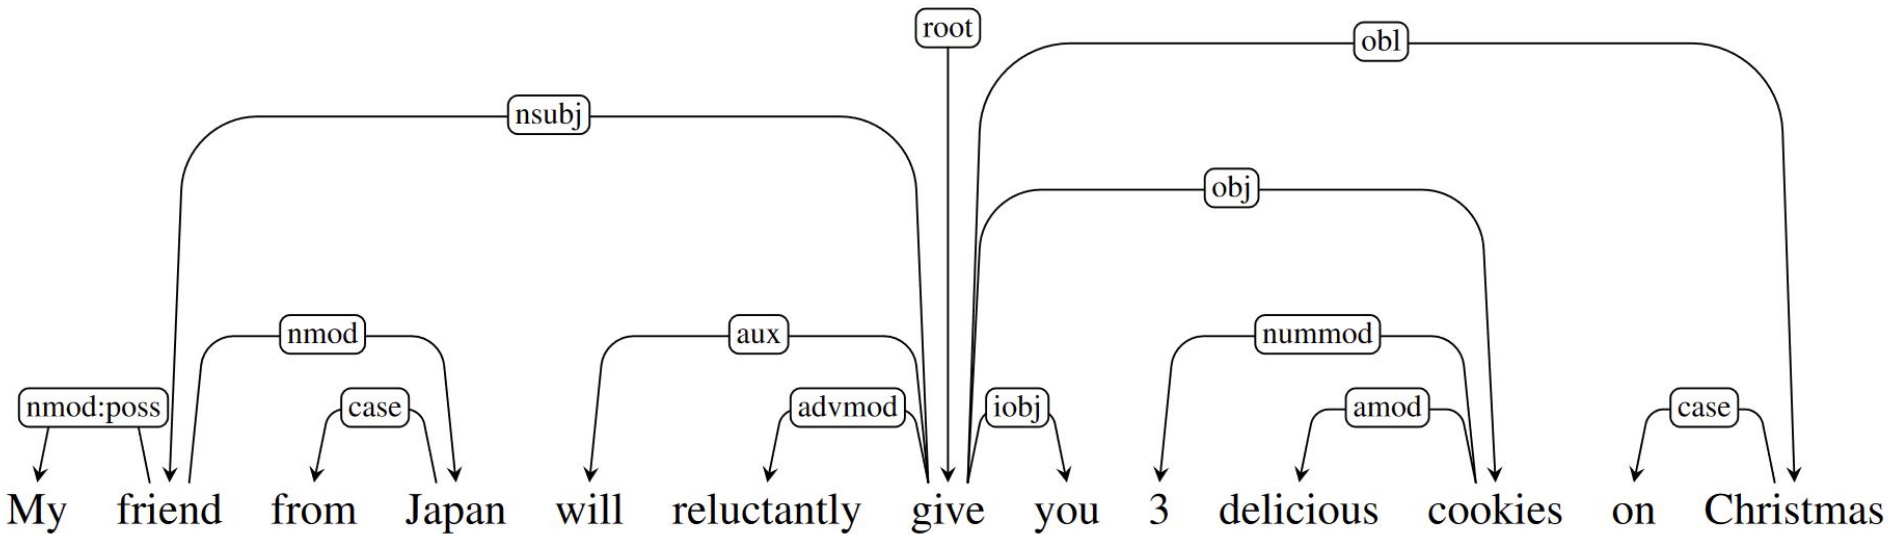 root
obl
nsubj
obj
nmod aux nummod
nmod:poss case advmod iobj amod case
My friend from Japan will reluctantly give you 3 delicious cookies on Christmas